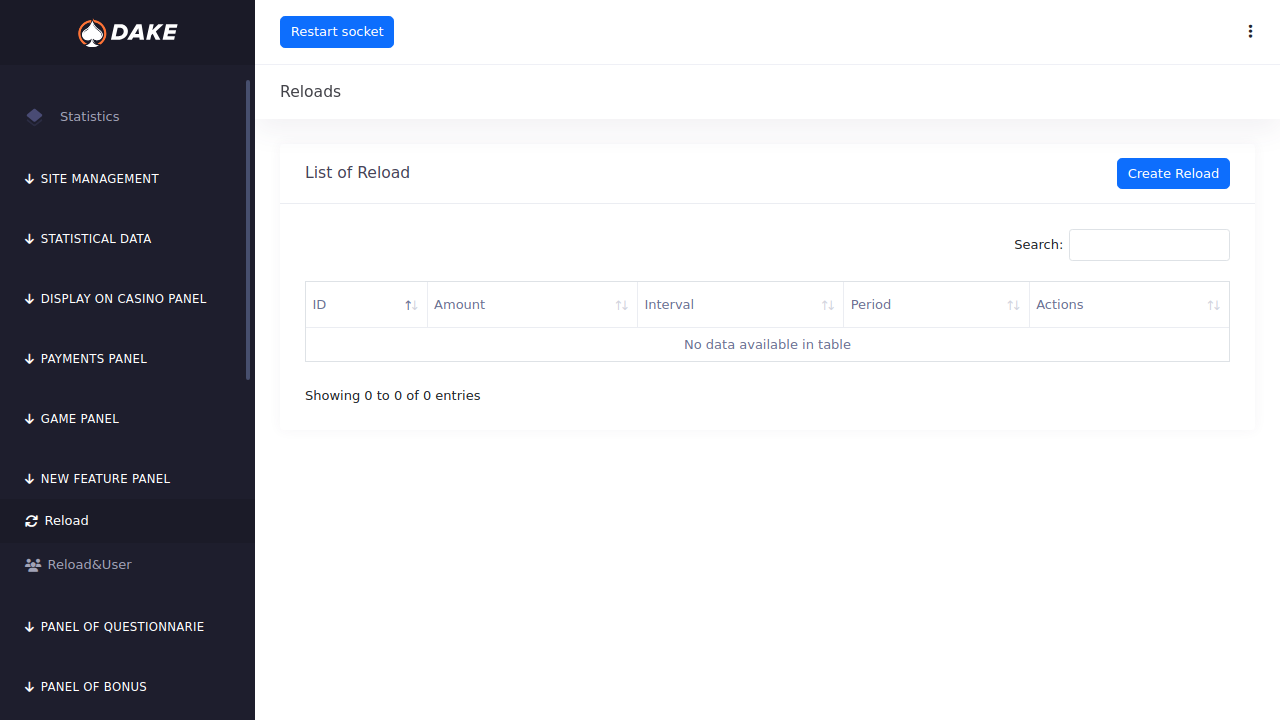 DAKE
Restart socket
Reloads
Statistics
SITE MANAGEMENT
STATISTICAL DATA
DISPLAY ON CASINO PANEL
PAYMENTS PANEL
GAME PANEL
NEW FEATURE PANEL
Reload
Reload&User
PANEL OF QUESTIONNARIE
PANEL OF BONUS
List of Reload
Create Reload
Search:
ID Amount Interval Period Actions
No data available in table
Showing 0 to 0 of 0 entries